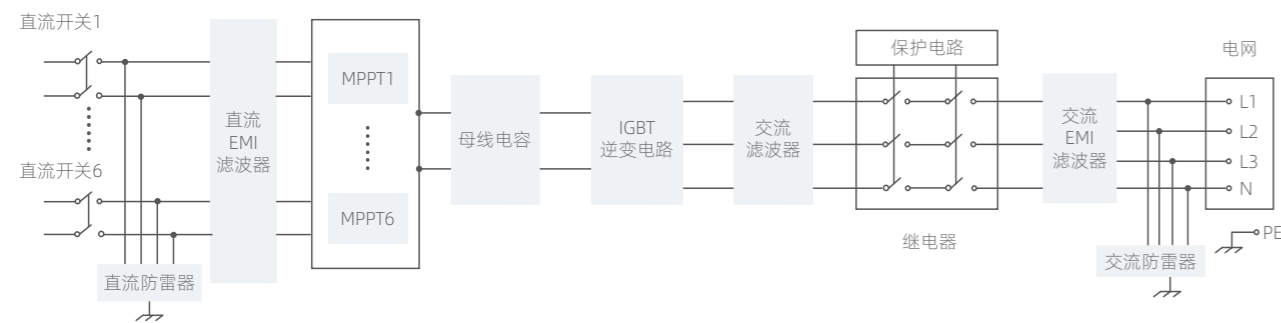 直流开关1
直流开关6
直流防雷器
直流
EMI
滤波器
MPPT1
MPPT6
母线电容
IGBT
逆变电路
交流
滤波器
保护电路
继电器
交流
EMI
滤波器
交流防雷器
电网
L1
L2
L3
N
PE